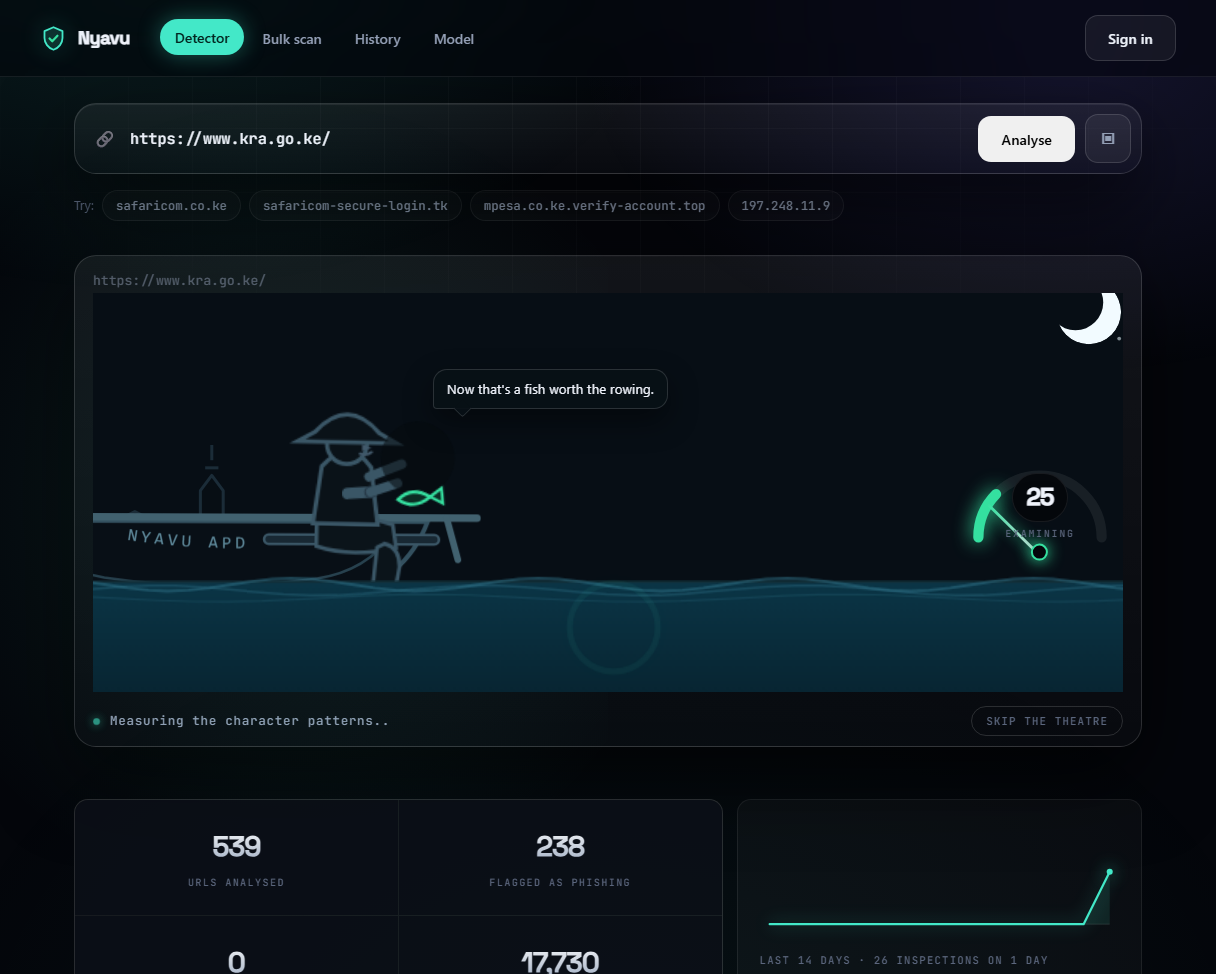 Nyavu
Detector
Bulk scan
History
Model
Sign in
https://www.kra.go.ke/
Analyse
Try:
safaricom.co.ke
safaricom-secure-login.tk
mpesa.co.ke.verify-account.top
197.248.11.9
https://www.kra.go.ke/
Now that's a fish worth the rowing.
NYAVU APD
25
EXAMINING
Measuring the character patterns..
SKIP THE THEATRE
539
URLS ANALYSED
238
FLAGGED AS PHISHING
0
17,730
LAST 14 DAYS · 26 INSPECTIONS ON 1 DAY